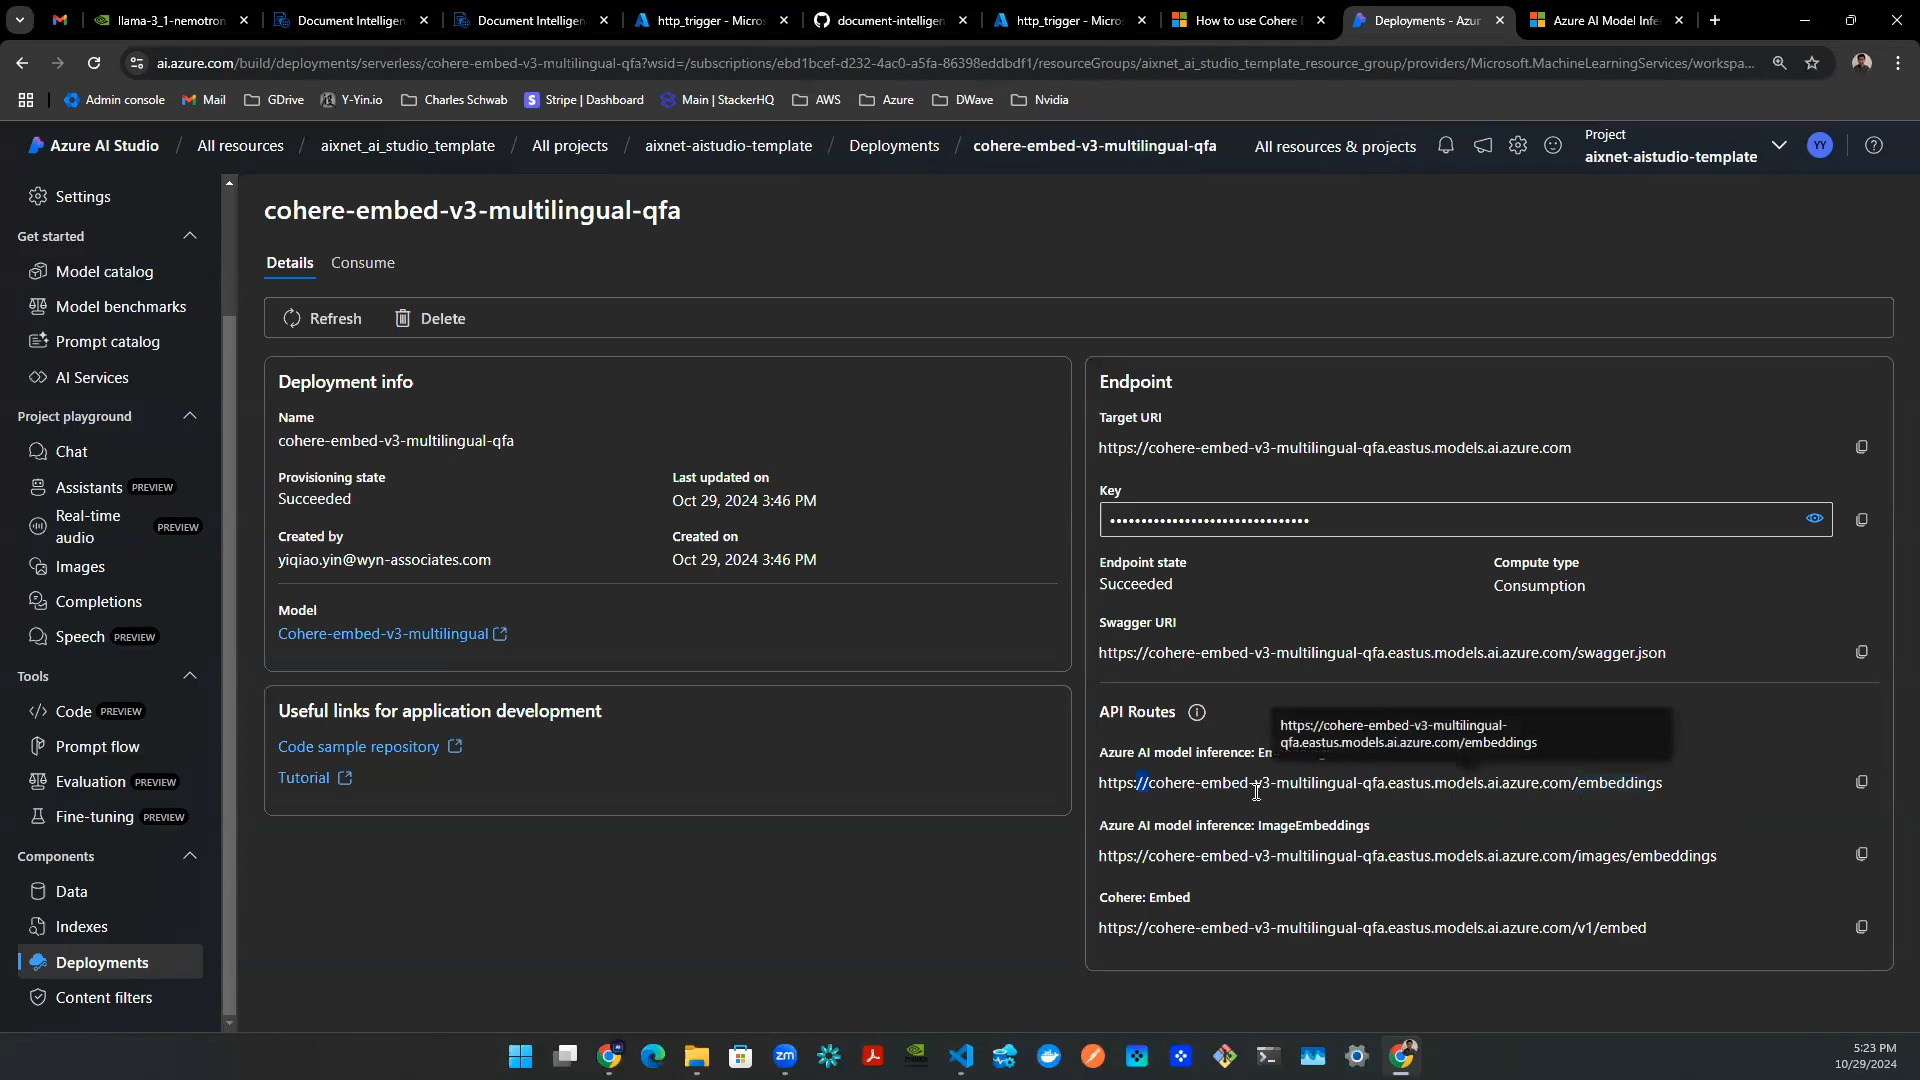 llama-3_1-nemotron
Document Intelligen
Document Intelligen
http_trigger - Micros
document-intelligen
http_trigger - Micros
How to use Cohere
Deployments - Azur
Azure AI Model Infe
ai.azure.com/build/deployments/serverless/cohere-embed-v3-multilingual-qfa?wsid=/subscriptions/ebd1bcef-d232-4ac0-a5fa-86398eddbdf1/resourceGroups/aixnet_ai_studio_template_resource_group/providers/Microsoft.MachineLearningServices/workspa...
Admin console
Mail
GDrive
Y-Yin.io
Charles Schwab
Stripe | Dashboard
Main | StackerHQ
AWS
Azure
DWave
Nvidia
Azure AI Studio / All resources / aixnet_ai_studio_template / All projects / aixnet-aistudio-template / Deployments / cohere-embed-v3-multilingual-qfa
All resources & projects
Project
aixnet-aistudio-template
YY
Settings
Get started
Model catalog
Model benchmarks
Prompt catalog
AI Services
Project playground
Chat
Assistants PREVIEW
Real-time audio PREVIEW
Images
Completions
Speech PREVIEW
Tools
Code PREVIEW
Prompt flow
Evaluation PREVIEW
Fine-tuning PREVIEW
Components
Data
Indexes
Deployments
Content filters
cohere-embed-v3-multilingual-qfa
Details
Consume
Refresh
Delete
Deployment info
Name
cohere-embed-v3-multilingual-qfa
Provisioning state
Succeeded
Last updated on
Oct 29, 2024 3:46 PM
Created by
yiqiao.yin@wyn-associates.com
Created on
Oct 29, 2024 3:46 PM
Model
Cohere-embed-v3-multilingual
Useful links for application development
Code sample repository
Tutorial
Endpoint
Target URI
https://cohere-embed-v3-multilingual-qfa.eastus.models.ai.azure.com
Key
••••••••••••••••••••••••••••••••
Endpoint state
Succeeded
Compute type
Consumption
Swagger URI
https://cohere-embed-v3-multilingual-qfa.eastus.models.ai.azure.com/swagger.json
API Routes
https://cohere-embed-v3-multilingual-
qfa.eastus.models.ai.azure.com/embeddings
Azure AI model inference:
https://cohere-embed-v3-multilingual-qfa.eastus.models.ai.azure.com/embeddings
Azure AI model inference: ImageEmbeddings
https://cohere-embed-v3-multilingual-qfa.eastus.models.ai.azure.com/images/embeddings
Cohere: Embed
https://cohere-embed-v3-multilingual-qfa.eastus.models.ai.azure.com/v1/embed
zm
5:23 PM
10/29/2024